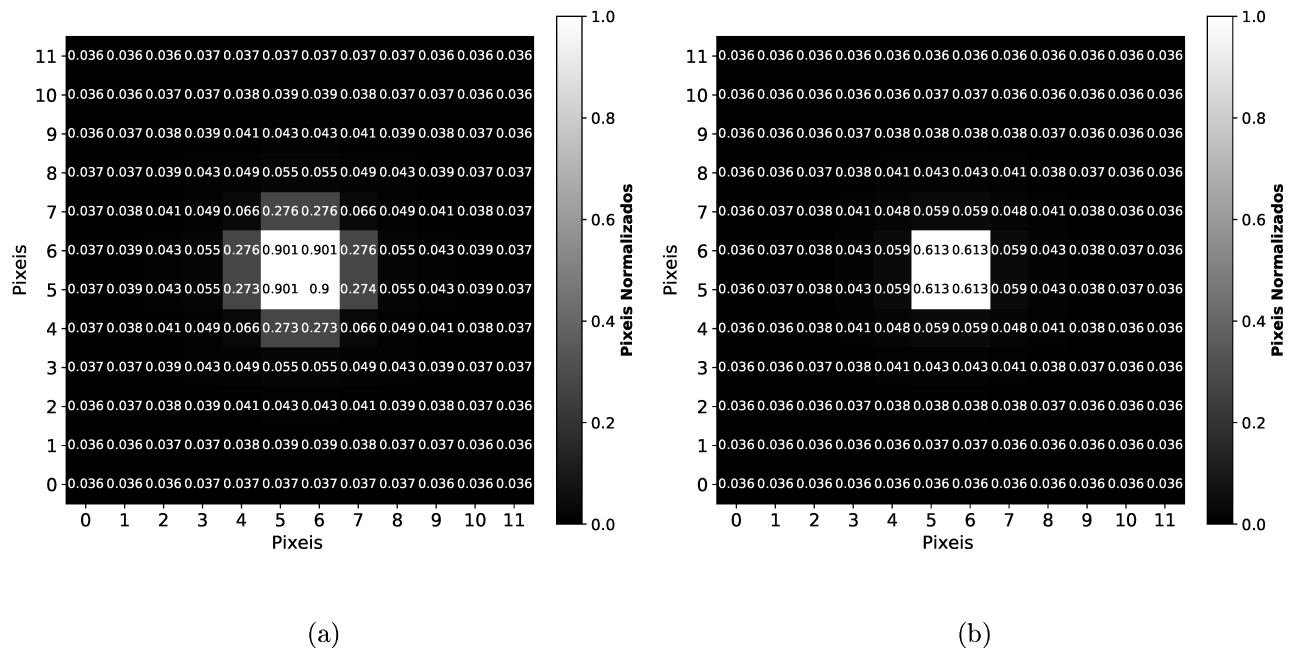 11 0.036 0.036 0.036 0.037 0.037 0.037 0.037 0.037 0.037 0.036 0.036 0.036
10 0.036 0.036 0.037 0.037 0.038 0.039 0.039 0.038 0.037 0.037 0.036 0.036
9 0.036 0.037 0.038 0.039 0.041 0.043 0.043 0.041 0.039 0.038 0.037 0.036
8 0.037 0.037 0.039 0.043 0.049 0.055 0.055 0.049 0.043 0.039 0.037 0.037
7 0.037 0.038 0.041 0.049 0.066 0.276 0.276 0.066 0.049 0.041 0.038 0.037
6 0.037 0.039 0.043 0.055 0.276 0.901 0.901 0.276 0.055 0.043 0.039 0.037
5 0.037 0.039 0.043 0.055 0.273 0.901 0.9 0.274 0.055 0.043 0.039 0.037
4 0.037 0.038 0.041 0.049 0.066 0.273 0.273 0.066 0.049 0.041 0.038 0.037
3 0.037 0.037 0.039 0.043 0.049 0.055 0.055 0.049 0.043 0.039 0.037 0.037
2 0.036 0.037 0.038 0.039 0.041 0.043 0.043 0.041 0.039 0.038 0.037 0.036
1 0.036 0.036 0.037 0.037 0.038 0.039 0.039 0.038 0.037 0.037 0.036 0.036
0 0.036 0.036 0.036 0.037 0.037 0.037 0.037 0.037 0.036 0.036 0.036 0.036
0 1 2 3 4 5 6 7 8 9 10 11
Pixeis
Pixeis
1.0
0.8
0.6
0.4
0.2
0.0
Pixeis Normalizados
(a)
11 0.036 0.036 0.036 0.036 0.036 0.036 0.036 0.036 0.036 0.036 0.036 0.036
10 0.036 0.036 0.036 0.036 0.037 0.037 0.037 0.037 0.036 0.036 0.036 0.036
9 0.036 0.036 0.036 0.037 0.038 0.038 0.038 0.038 0.037 0.036 0.036 0.036
8 0.036 0.036 0.037 0.038 0.041 0.043 0.043 0.041 0.038 0.037 0.036 0.036
7 0.036 0.037 0.038 0.041 0.048 0.059 0.059 0.048 0.041 0.038 0.037 0.036
6 0.036 0.037 0.038 0.043 0.059 0.613 0.613 0.059 0.043 0.038 0.037 0.036
5 0.036 0.037 0.038 0.043 0.059 0.613 0.613 0.059 0.043 0.038 0.037 0.036
4 0.036 0.036 0.038 0.041 0.048 0.059 0.059 0.048 0.041 0.038 0.036 0.036
3 0.036 0.036 0.037 0.038 0.041 0.043 0.043 0.041 0.038 0.037 0.036 0.036
2 0.036 0.036 0.036 0.037 0.038 0.038 0.038 0.038 0.037 0.036 0.036 0.036
1 0.036 0.036 0.036 0.036 0.036 0.037 0.037 0.036 0.036 0.036 0.036 0.036
0 0.036 0.036 0.036 0.036 0.036 0.036 0.036 0.036 0.036 0.036 0.036 0.036
0 1 2 3 4 5 6 7 8 9 10 11
Pixeis
Pixeis
1.0
0.8
0.6
0.4
0.2
0.0
Pixeis Normalizados
(b)